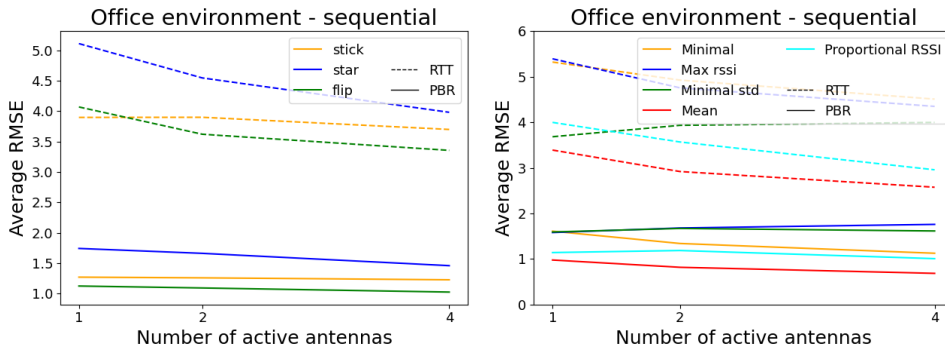 Office environment - sequential
Average RMSE
5.0
4.5
4.0
3.5
3.0
2.5
2.0
1.5
1.0
stick
star
flip
RTT
PBR
1 2 4
Number of active antennas
Office environment - sequential
Average RMSE
6
5
4
3
2
1
0
Minimal
Max rssi
Minimal std
Mean
Proportional RSSI
RTT
PBR
1 2 4
Number of active antennas